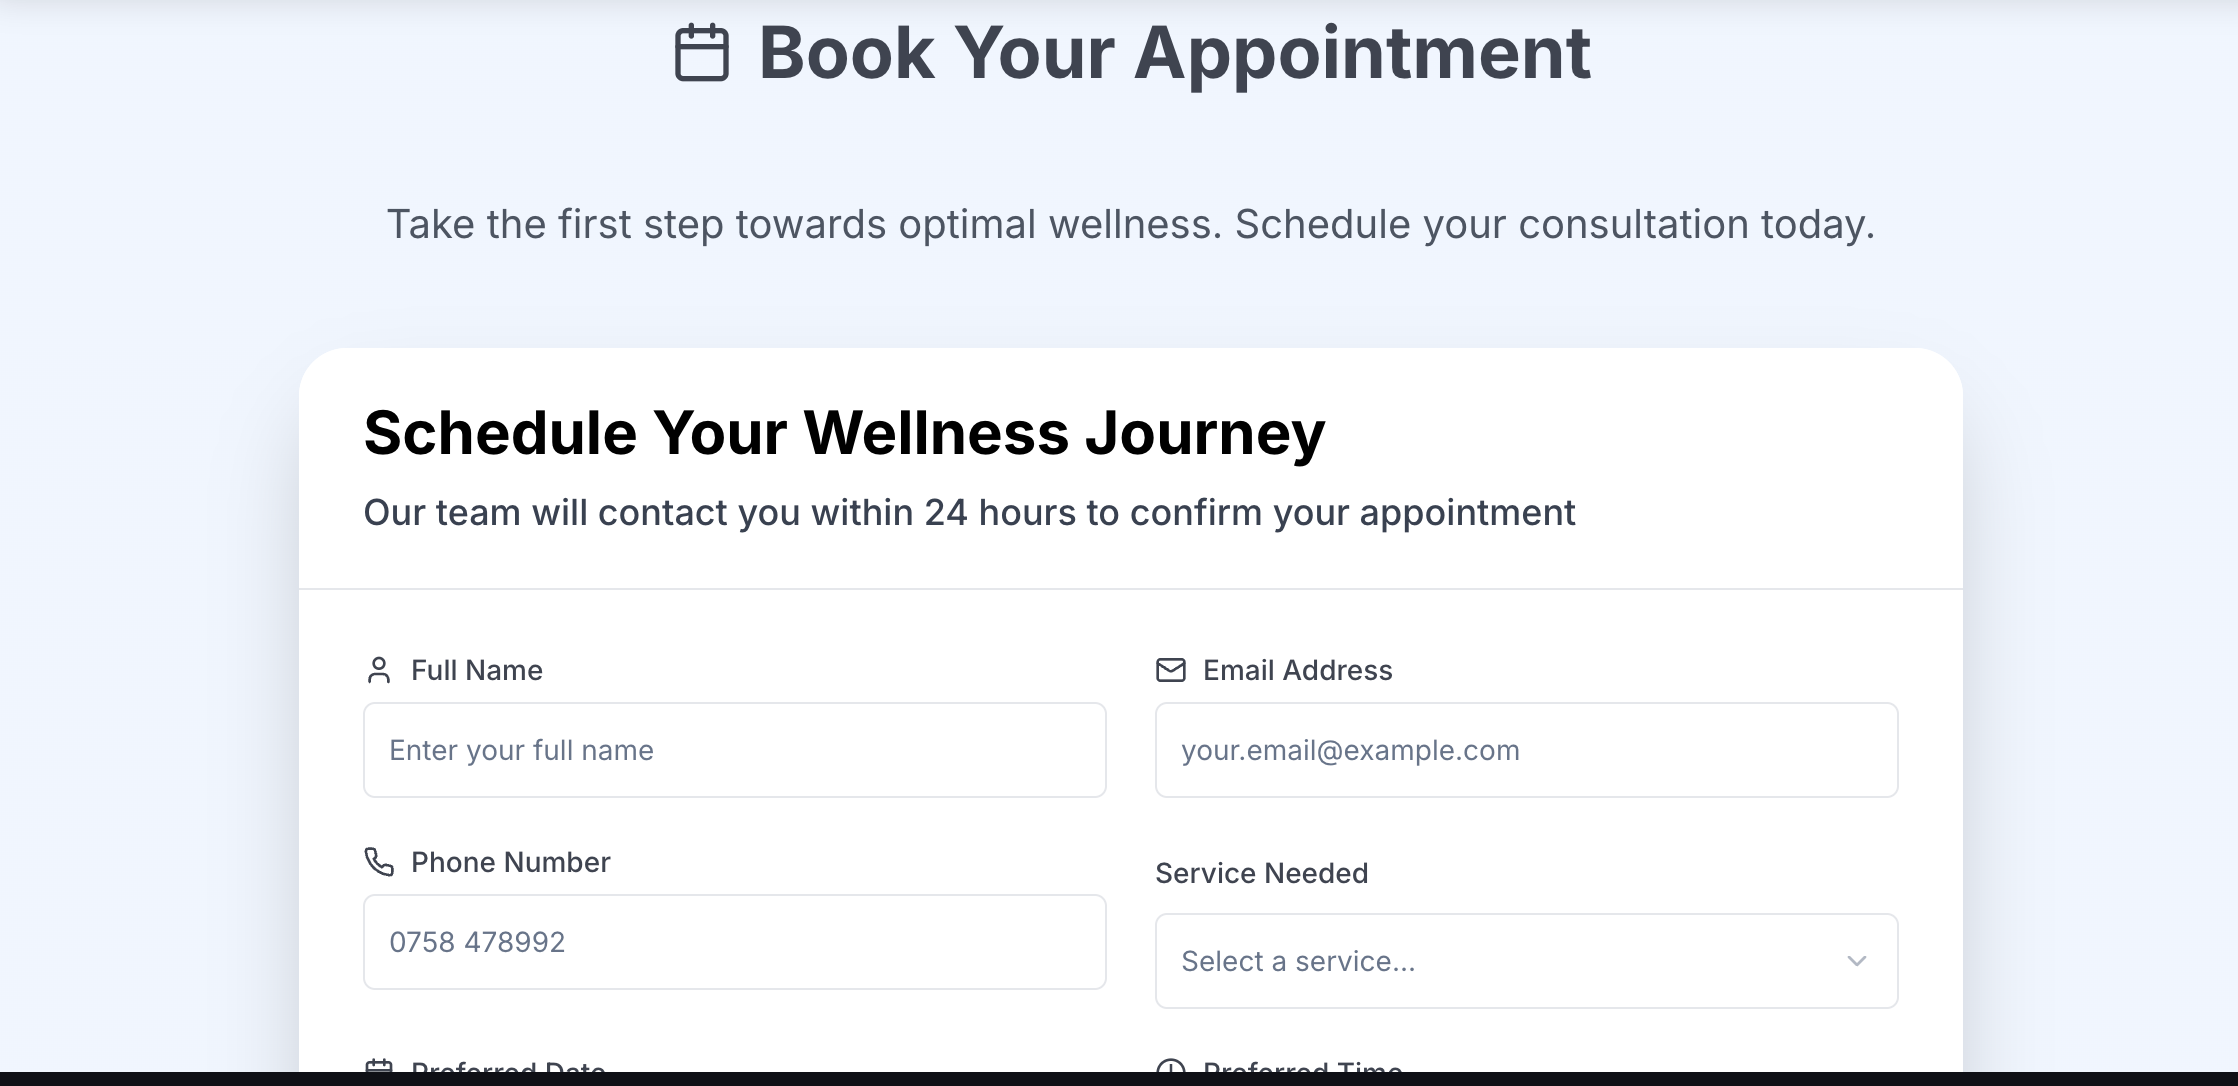 Book Your Appointment
Take the first step towards optimal wellness. Schedule your consultation today.
Schedule Your Wellness Journey
Our team will contact you within 24 hours to confirm your appointment
Full Name
Email Address
Enter your full name
your.email@example.com
Phone Number
Service Needed
0758 478992
Select a service...
Preferred Date
Preferred Time